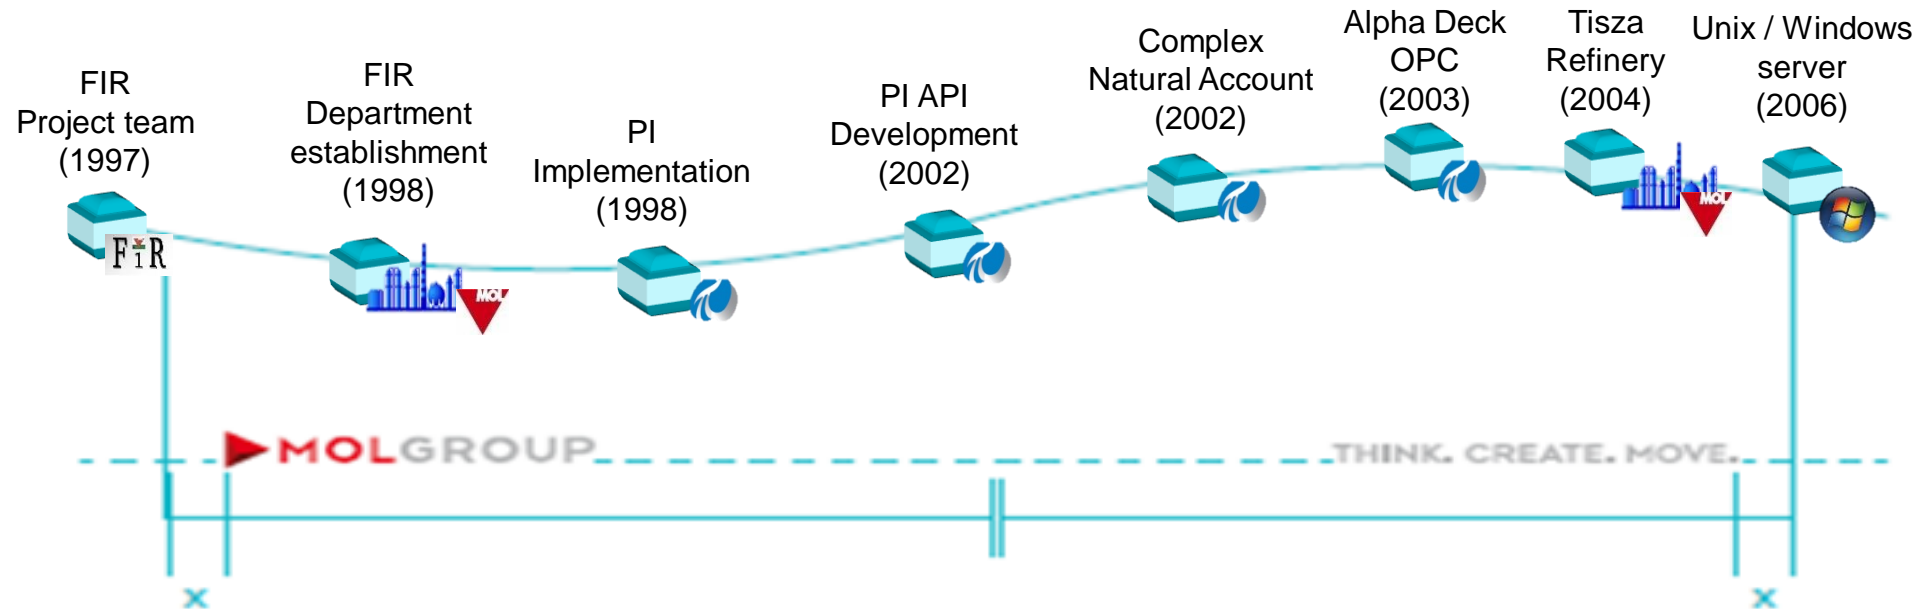 FIR
Project team
(1997)
FIR
Department
establishment
(1998)
PI
Implementation
(1998)
PI API
Development
(2002)
Complex
Natural Account
(2002)
Alpha Deck
OPC
(2003)
Tisza
Refinery
(2004)
Unix / Windows
server
(2006)
FiR
MOL
MOL
MOLGROUP
THINK. CREATE. MOVE.
x
x